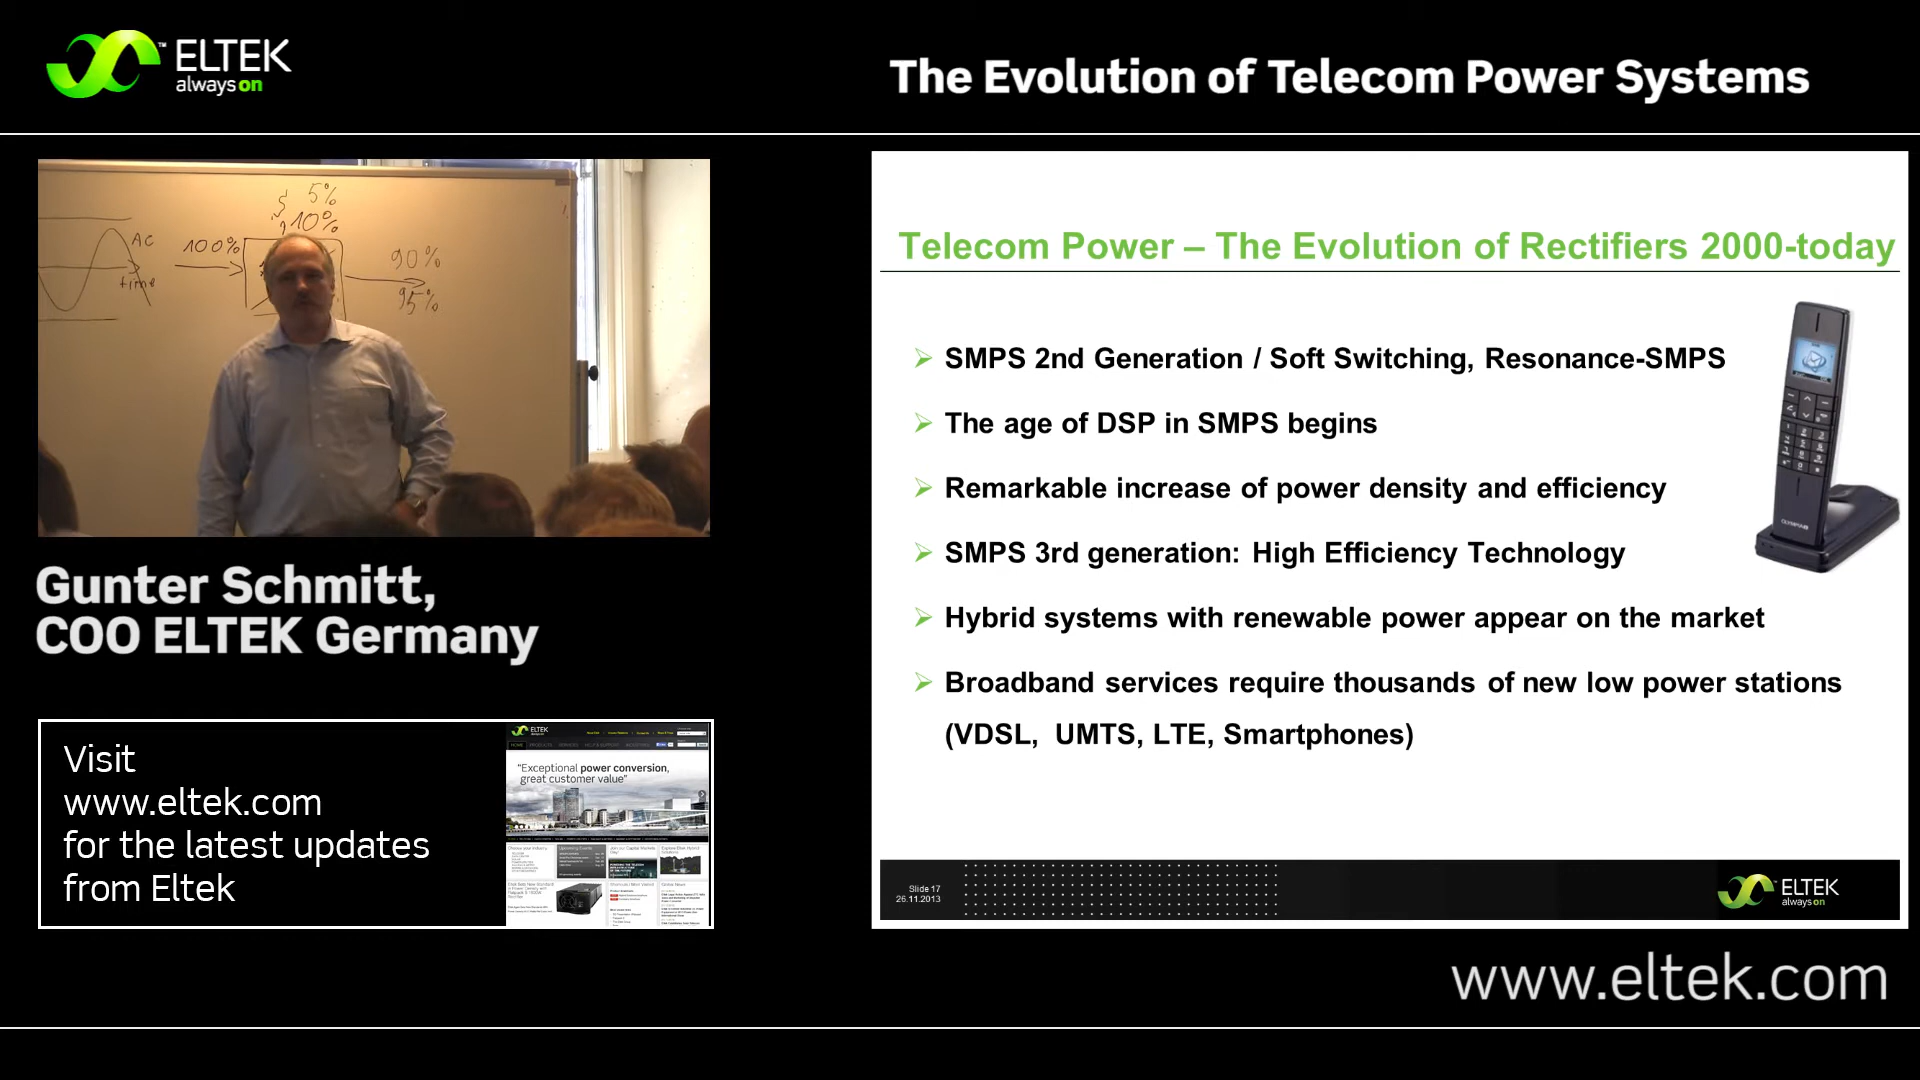 ELTEK
always on
The Evolution of Telecom Power Systems
5%
10%
AC
100%
90%
time
95%
Gunter Schmitt,
COO ELTEK Germany
Visit
www.eltek.com
for the latest updates
from Eltek
ELTEK
"Exceptional power conversion,
great customer value"
Telecom Power – The Evolution of Rectifiers 2000-today
SMPS 2nd Generation / Soft Switching, Resonance-SMPS
The age of DSP in SMPS begins
Remarkable increase of power density and efficiency
SMPS 3rd generation: High Efficiency Technology
Hybrid systems with renewable power appear on the market
Broadband services require thousands of new low power stations
(VDSL, UMTS, LTE, Smartphones)
OLYMPIA
Slide 17
26.11.2013
ELTEK
always on
www.eltek.com